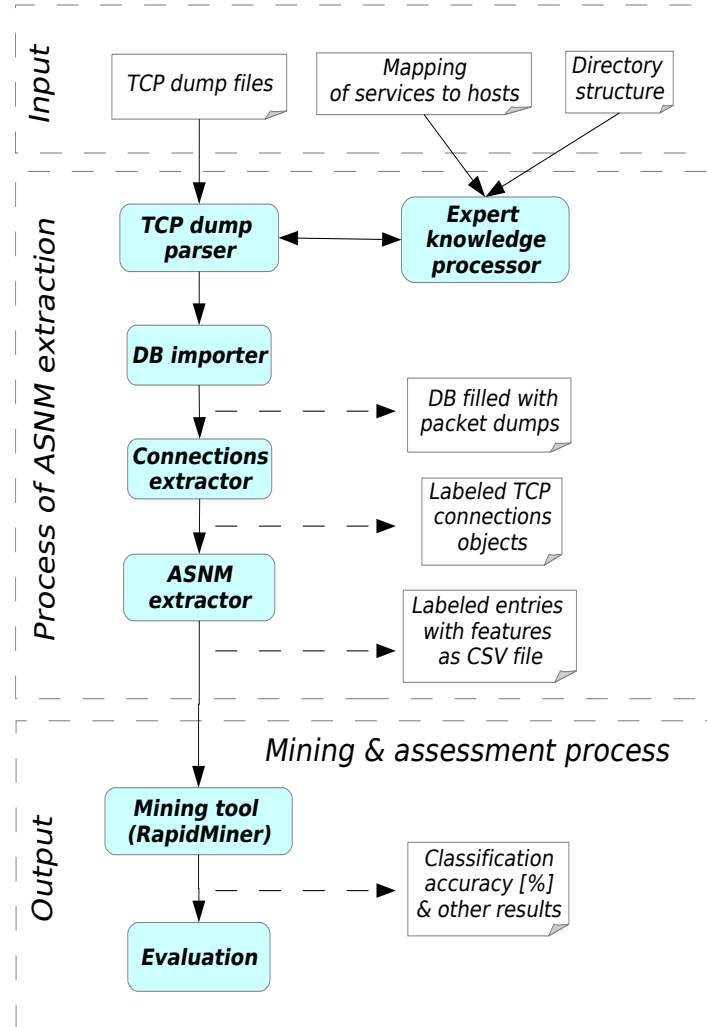 Input
TCP dump files
Mapping
of services to hosts
Directory
structure
Process of ASNM extraction
TCP dump
parser
Expert
knowledge
processor
DB importer
DB filled with
packet dumps
Connections
extractor
Labeled TCP
connections
objects
ASNM
extractor
Labeled entries
with features
as CSV file
Output
Mining & assessment process
Mining tool
(RapidMiner)
Classification
accuracy [%]
& other results
Evaluation